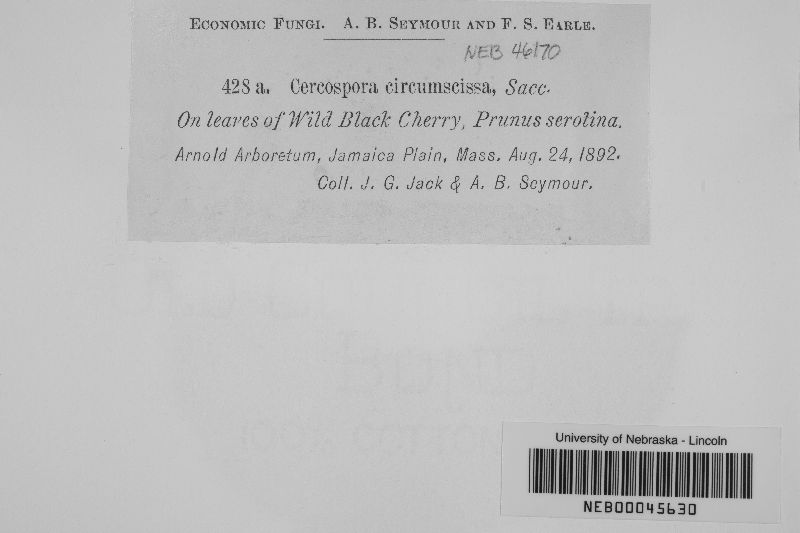 ECONOMIC FUNGI. A. B. SEYMOUR AND F. S. EARLE.
NEB 46170
428 a. Cercospora circumscissa, Sacc.
On leaves of Wild Black Cherry, Prunus serotina.
Arnold Arboretum, Jamaica Plain, Mass. Aug. 24, 1892.
Coll. J. G. Jack & A. B. Seymour.
University of Nebraska - Lincoln
NEB00045630